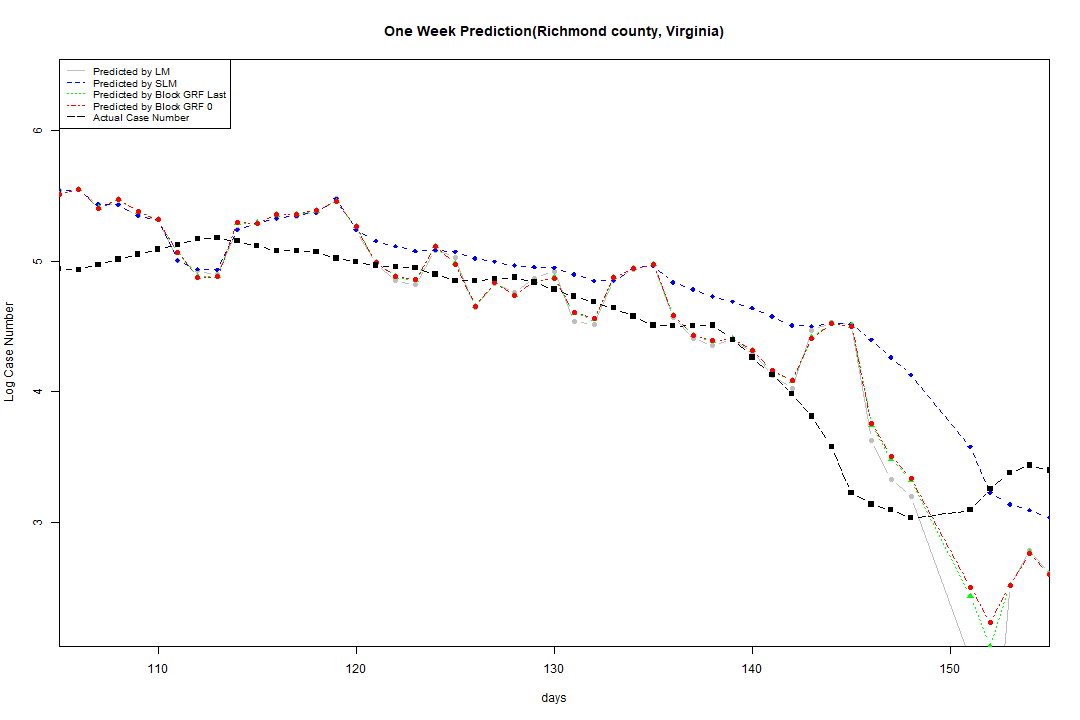 One Week Prediction(Richmond county, Virginia)
Predicted by LM
Predicted by SLM
Predicted by Block GRF Last
Predicted by Block GRF 0
Actual Case Number
6
5
4
3
Log Case Number
110 120 130 140 150
days